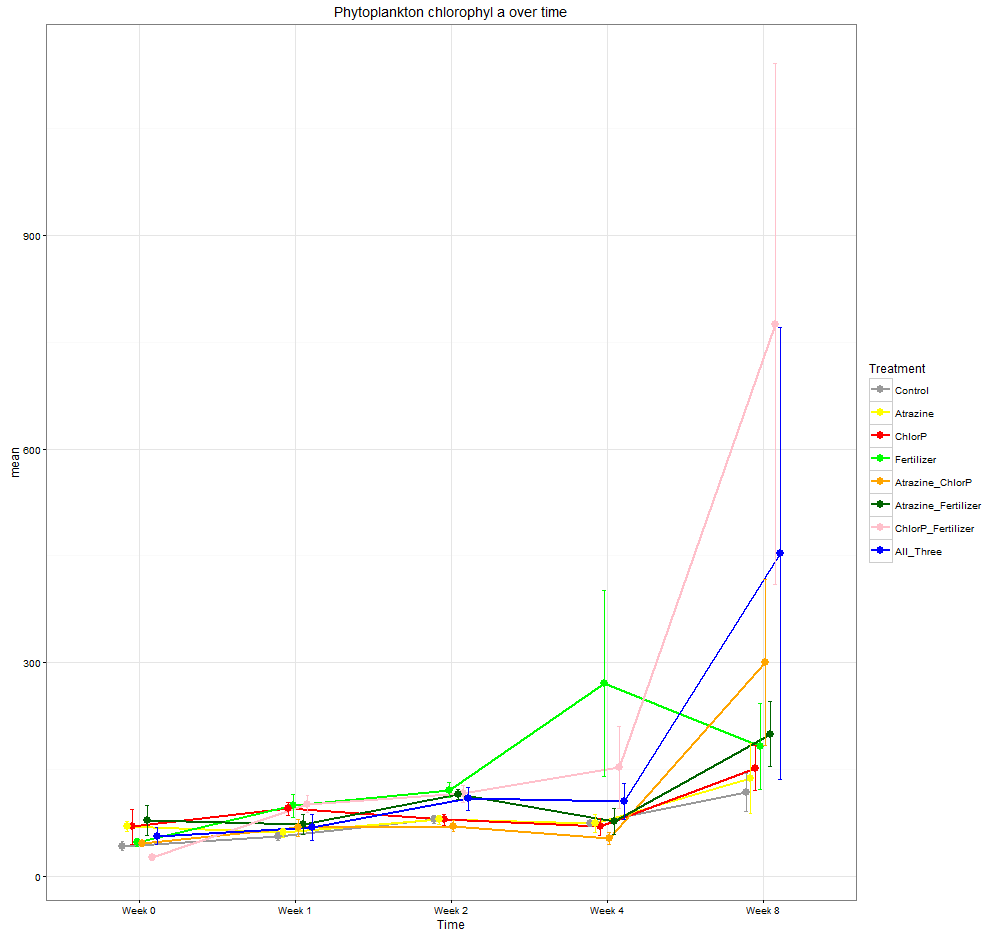 Phytoplankton chlorophyl a over time
900
600
300
0
mean
Week 0
Week 1
Week 2
Week 4
Week 8
Time
Treatment
Control
Atrazine
ChlorP
Fertilizer
Atrazine_ChlorP
Atrazine_Fertilizer
ChlorP_Fertilizer
All_Three